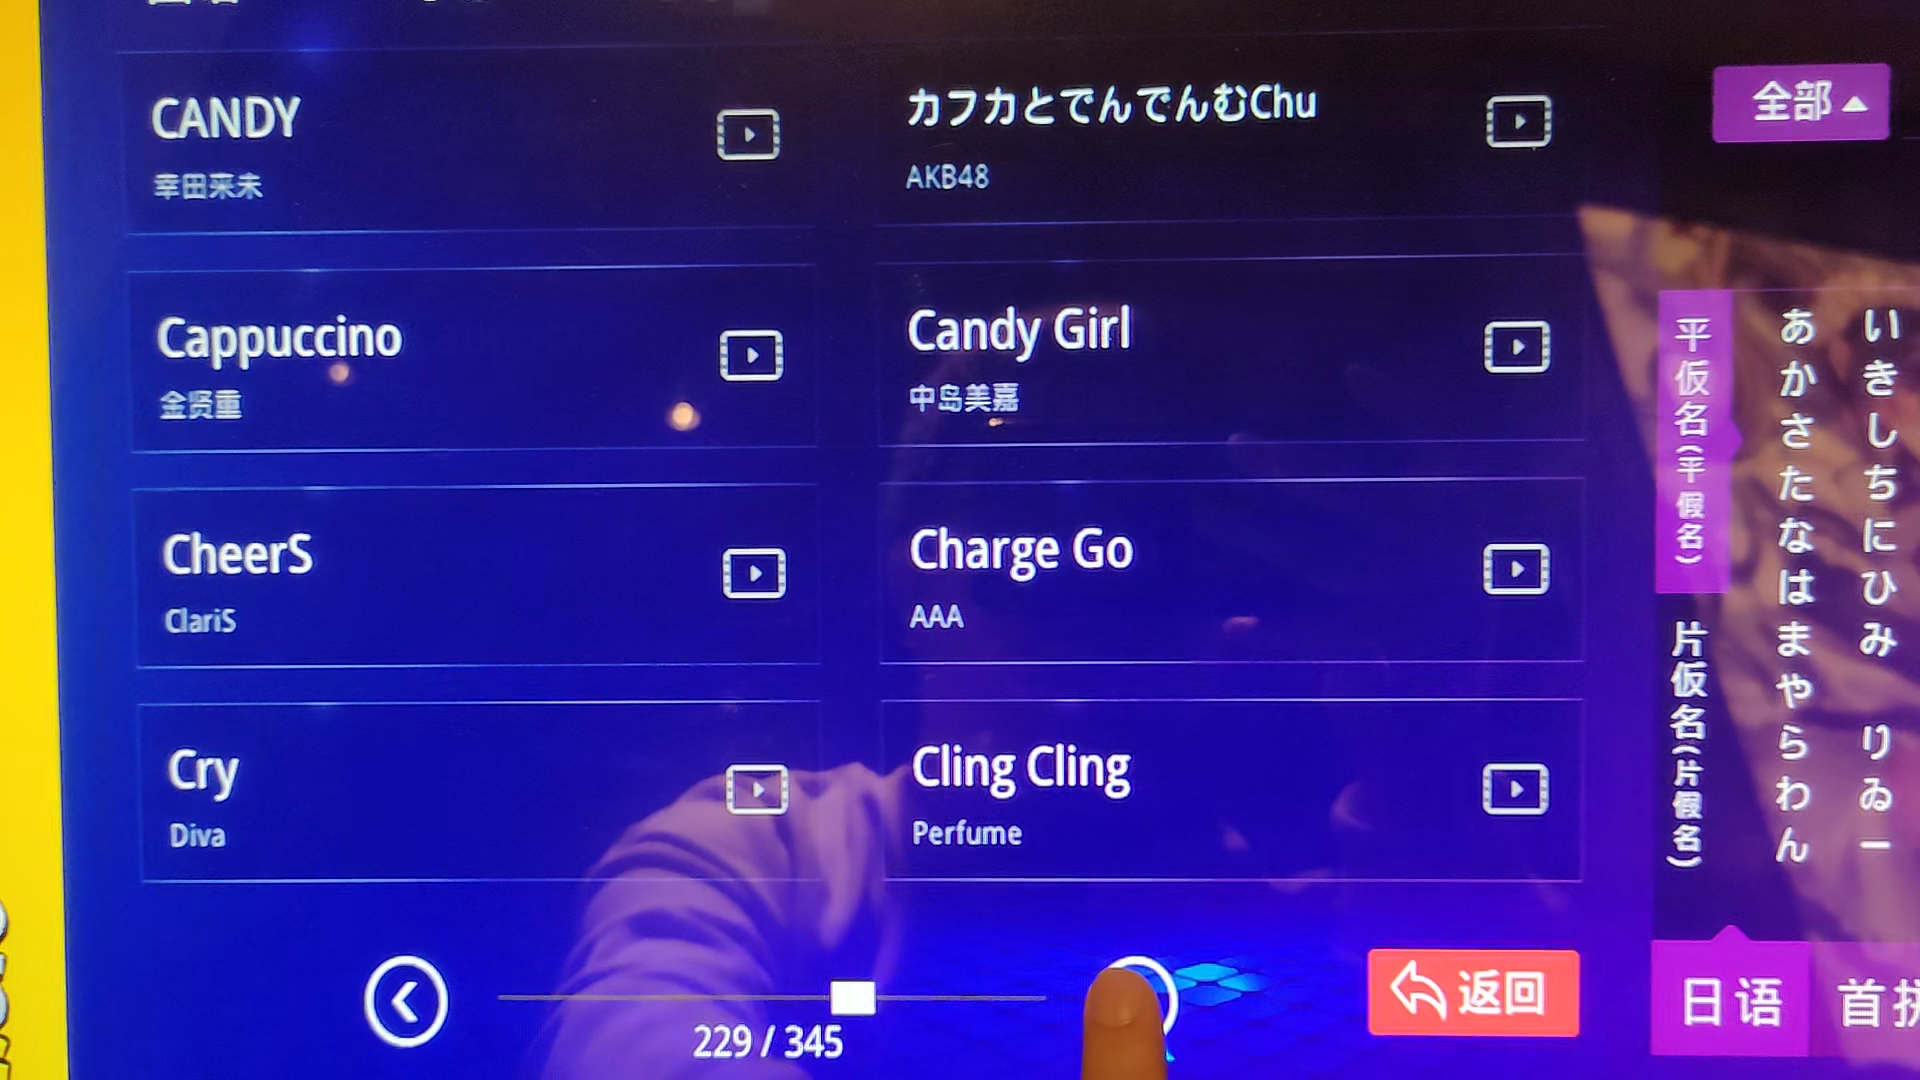 CANDY
幸田来未
カフカとでんでんむChu
AKB48
全部
Cappuccino
金贤重
Candy Girl
中岛美嘉
CheerS
ClariS
Charge Go
AAA
Cry
Diva
Cling Cling
Perfume
229 / 345
返回
平仮名(平假名)
片仮名(片假名)
あかさたなはまやらわん
いきしちにひみ りゐー
日语
首拼